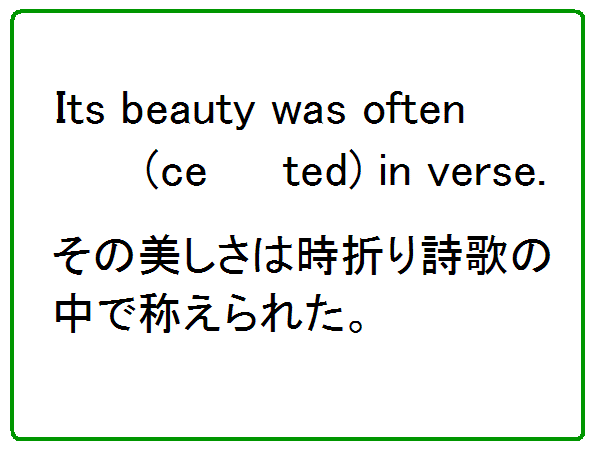 Its beauty was often
(ce ted) in verse.
その美しさは時折り詩歌の
中で称えられた。